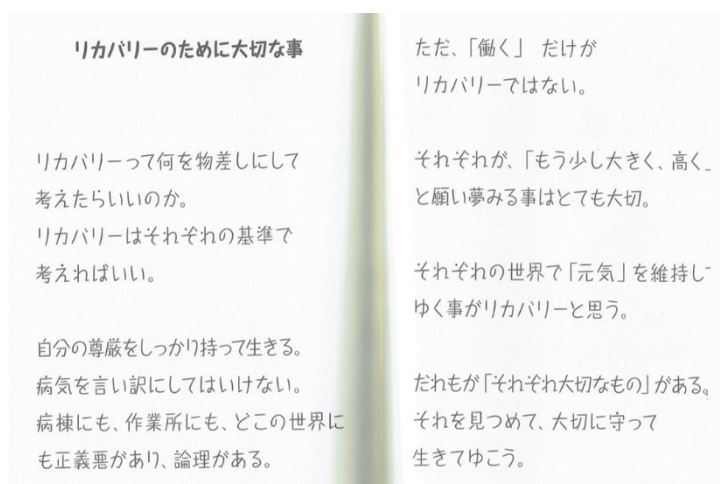 リカバリーのために大切な事
リカバリーって何を物差しにして
考えたらいいのか。
リカバリーはそれぞれの基準で
考えればいい。
自分の尊厳をしっかり持って生きる。
病気を言い訳にしてはいけない。
病棟にも、作業所にも、どこの世界に
も正義悪があり、論理がある。
ただ、「働く」 だけが
リカバリーではない。
それぞれが、「もう少し大きく、高く
と願い夢みる事はとても大切。
それぞれの世界で「元気」を維持し
ゆく事がリカバリーと思う。
だれもが「それぞれ大切なもの」がある。
それを見つめて、大切に守って
生きてゆこう。